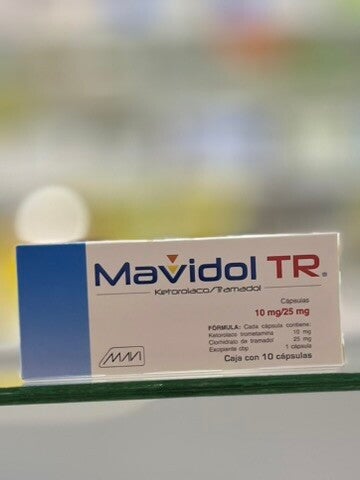 Mavidol TR®
Ketorolaco/Tramadol
Cápsulas
10 mg/25 mg
FÓRMULA: Cada cápsula contiene:
Ketorolaco trometamina 10 mg
Clorhidrato de tramadol 25 mg
Excipiente cbp 1 cápsula
Caja con 10 cápsulas
MAVI